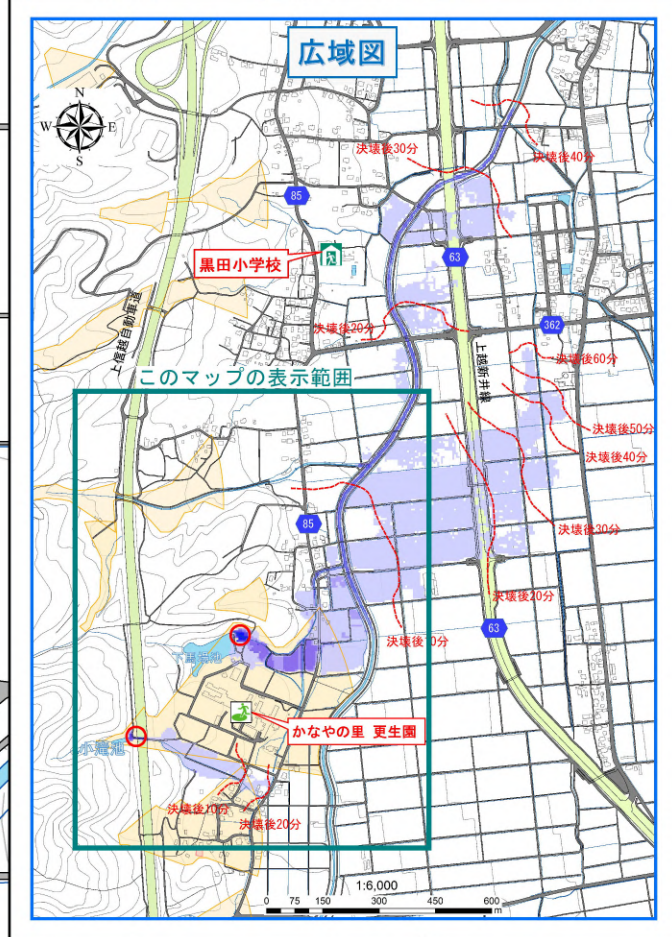 広域図
N
W E
S
決壊後30分
決壊後40分
85
黒田小学校
63
上信越自動車道
決壊後20分
362
上越新井線
決壊後60分
このマップの表示範囲
決壊後50分
決壊後40分
85
決壊後30分
決壊後20分
63
決壊後10分
かなやの里 更生園
決壊後10分
決壊後20分
1:6,000
0 75 150 300 450 600
m